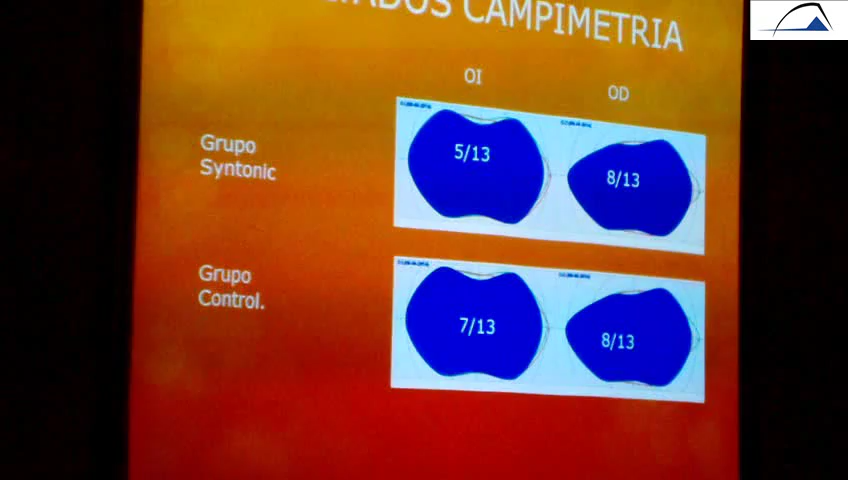 CAMPIMETRIA
OI
OD
Grupo
Syntonic
5/13
8/13
Grupo
Control.
7/13
8/13